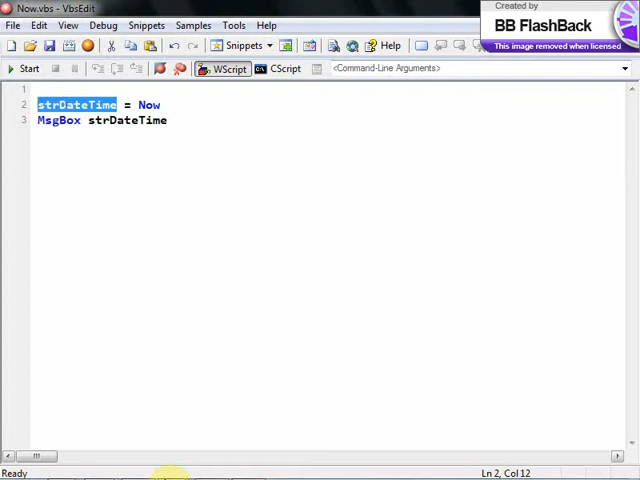 Now.vbs - VbsEdit
Created by
BB FlashBack
This image removed when licensed
File Edit View Debug Snippets Samples Tools Help
Snippets Help
Start WScript CScript <Command-Line Arguments>
1
2 strDateTime = Now
3 MsgBox strDateTime
Ready Ln 2, Col 12